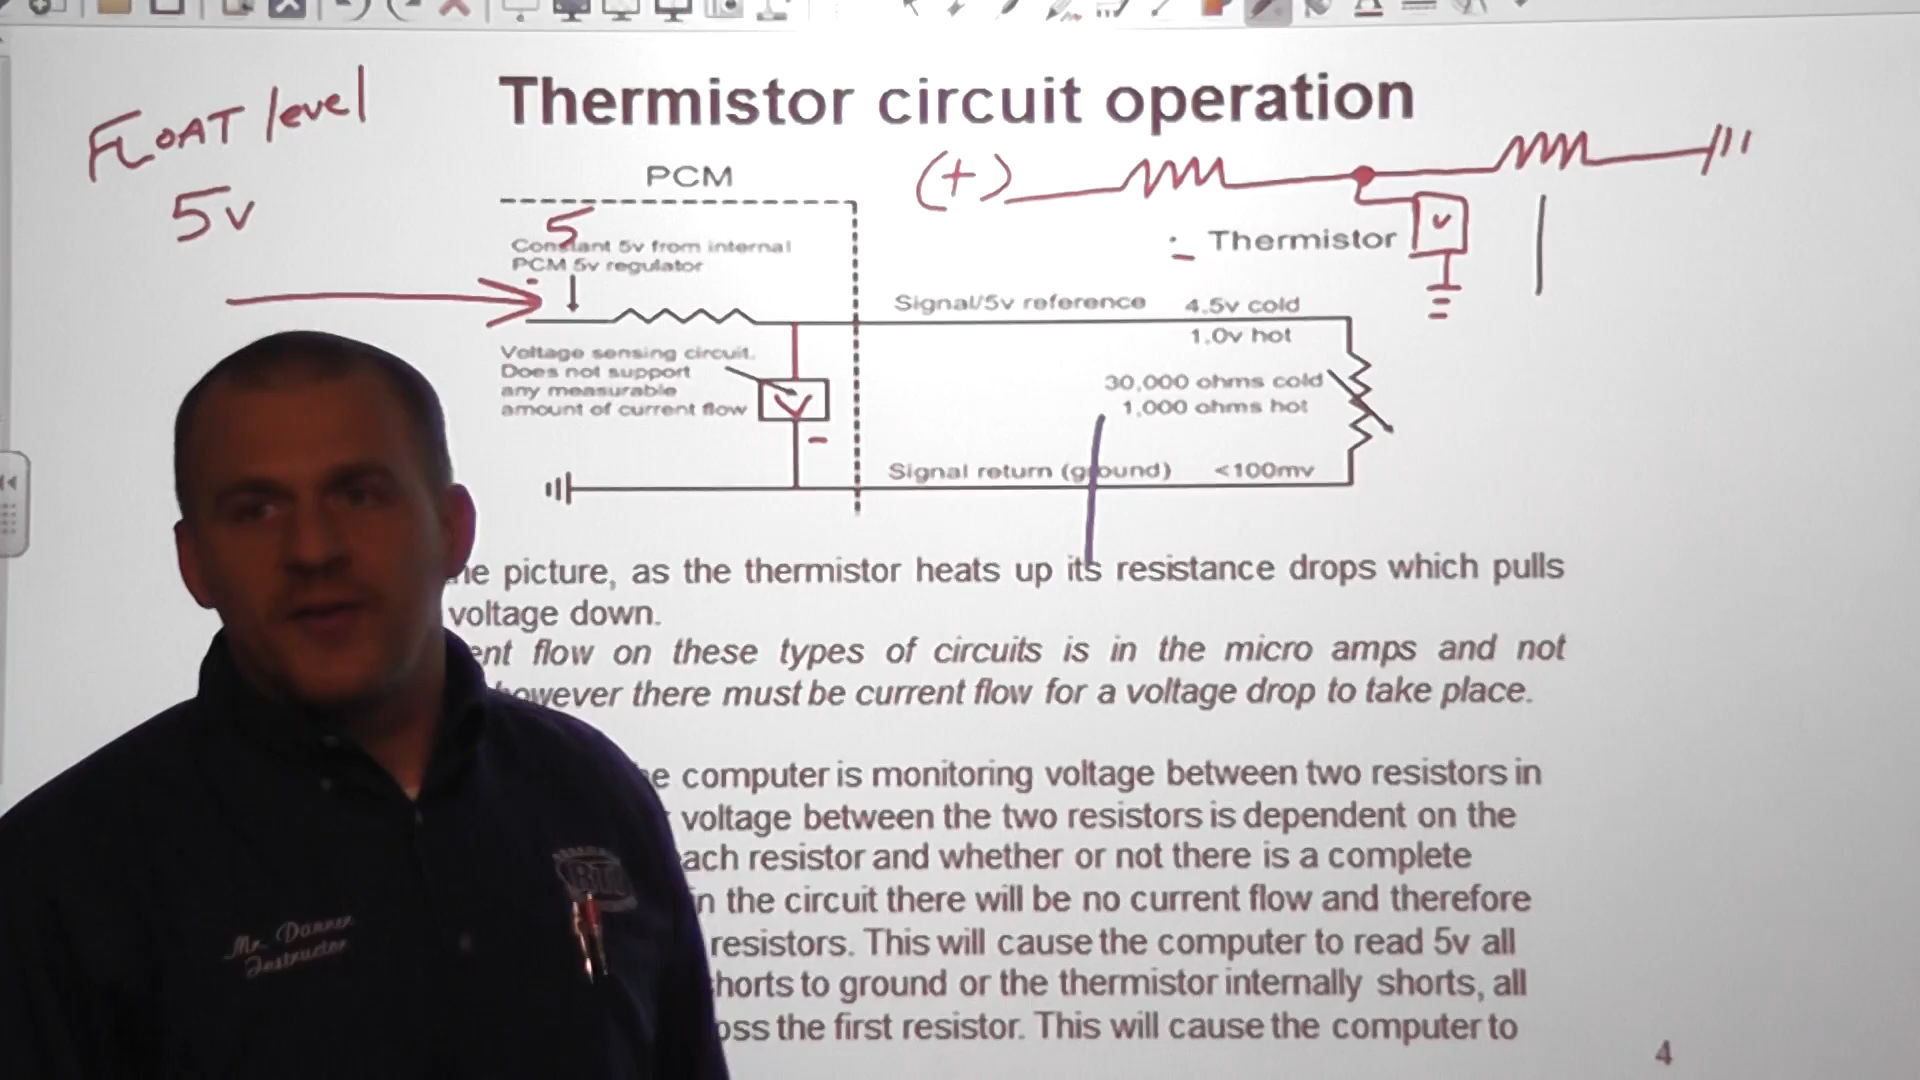 Thermistor circuit operation
FLOAT level
5v
PCM
(+)
5
Constant 5v from internal
PCM 5v regulator
Thermistor
V
Signal/5v reference
4.5v cold
1.0v hot
Voltage sensing circuit.
Does not support
any measurable
amount of current flow
V
30,000 ohms cold
1,000 ohms hot
Signal return (ground)
<100mv
picture, as the thermistor heats up its resistance drops which pulls
voltage down.
flow on these types of circuits is in the micro amps and not
however there must be current flow for a voltage drop to take place.
computer is monitoring voltage between two resistors in
voltage between the two resistors is dependent on the
each resistor and whether or not there is a complete
in the circuit there will be no current flow and therefore
resistors. This will cause the computer to read 5v all
shorts to ground or the thermistor internally shorts, all
the first resistor. This will cause the computer to
4
Mr. Danner
Instructor